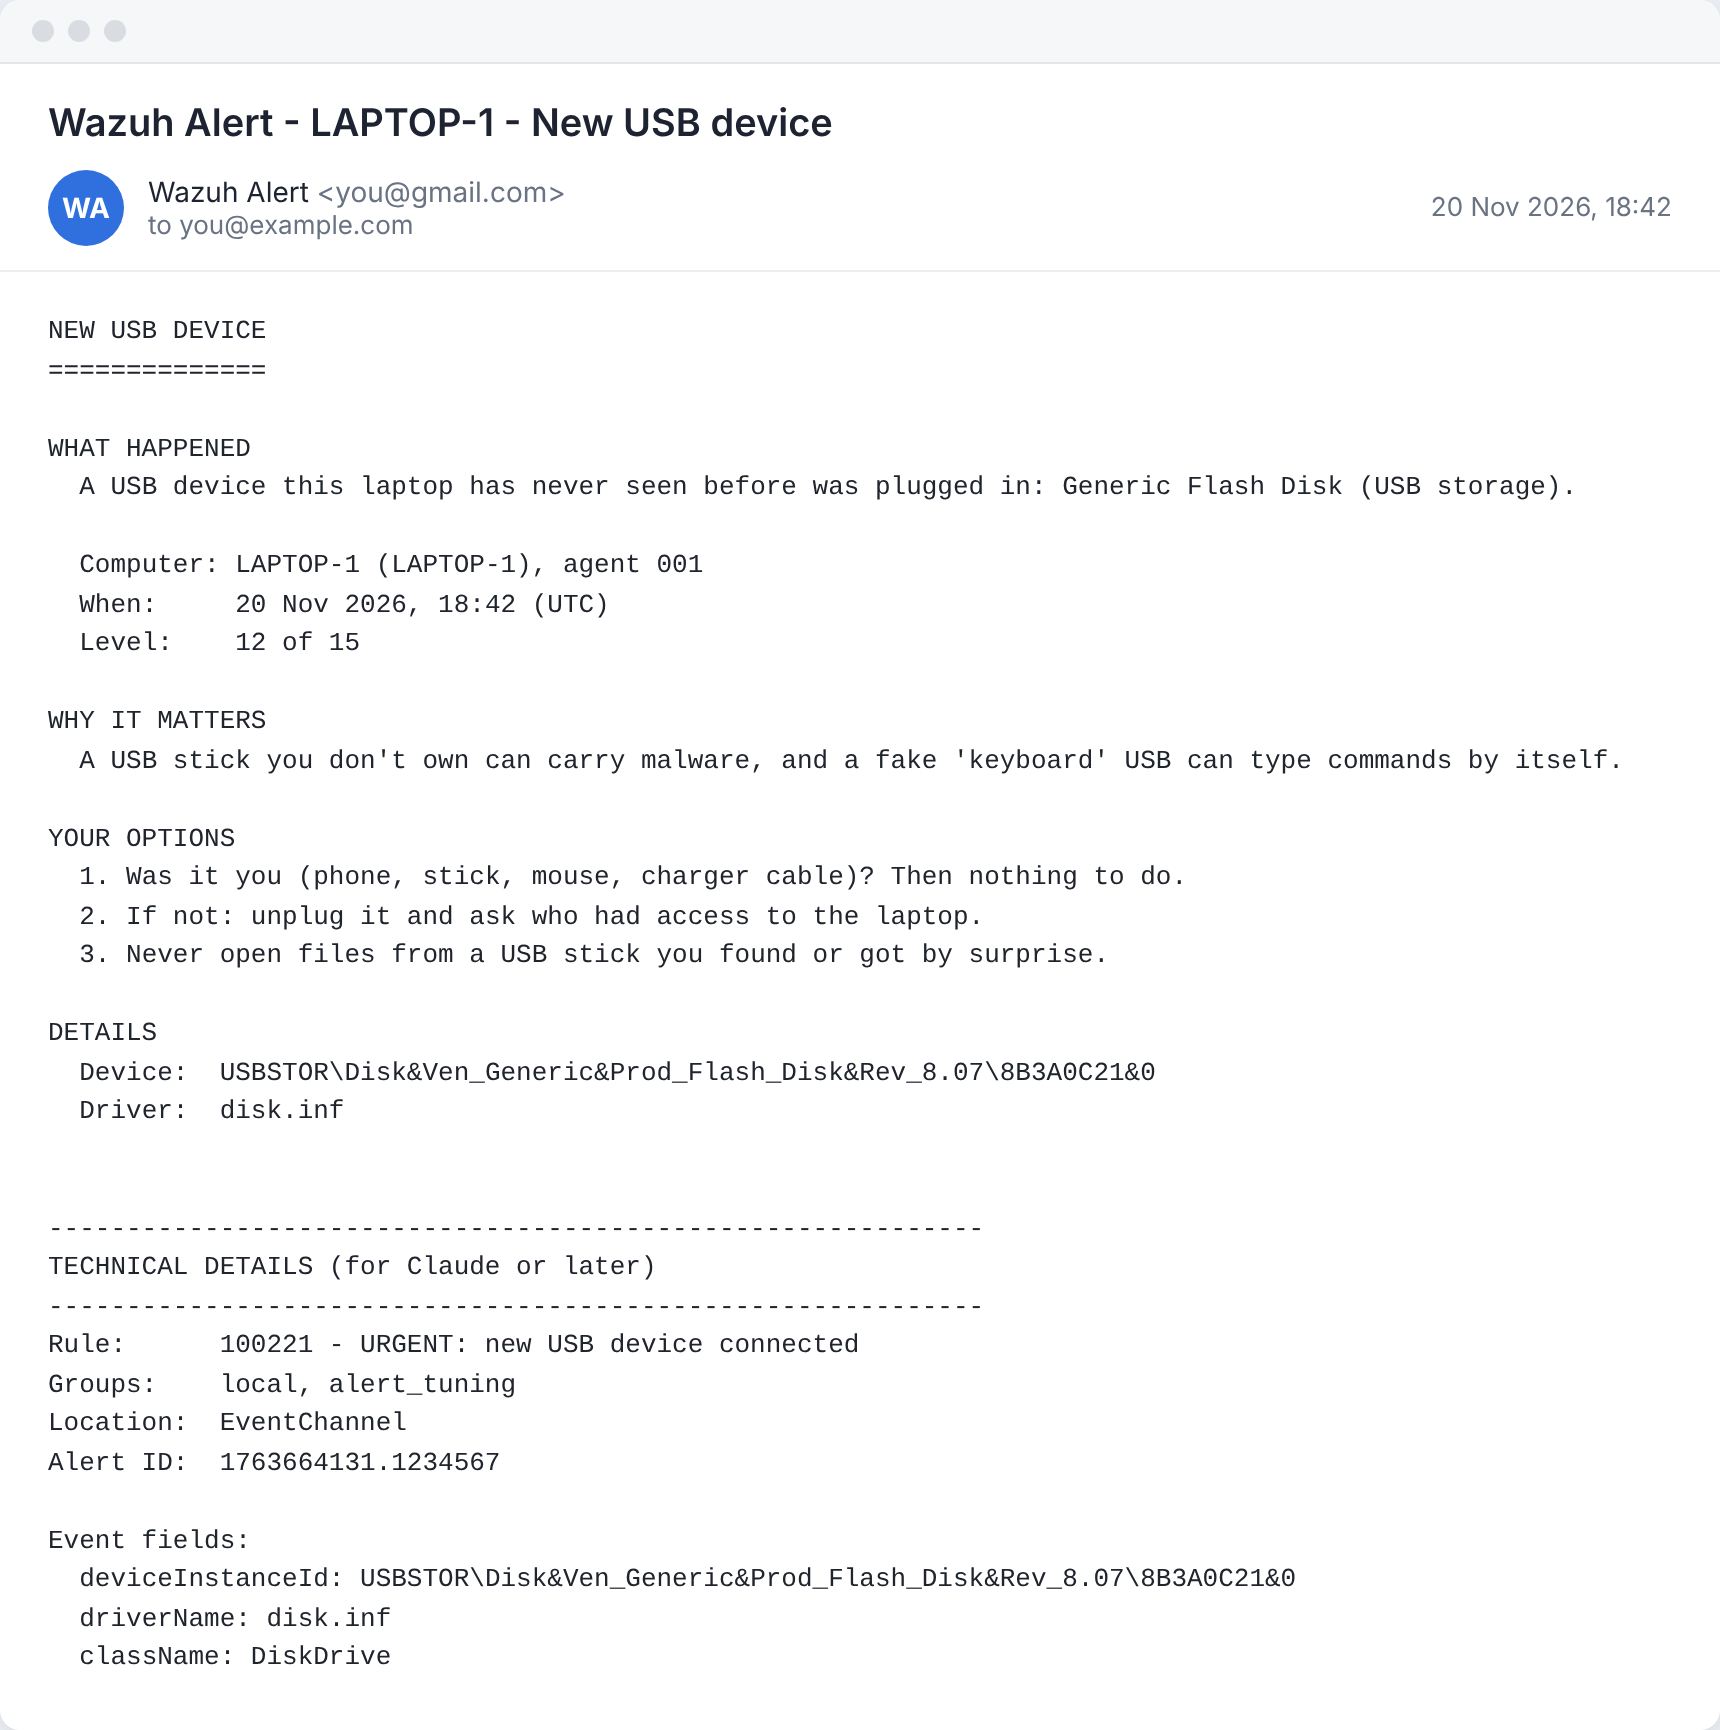 Wazuh Alert - LAPTOP-1 - New USB device
WA
Wazuh Alert <you@gmail.com>
to you@example.com
20 Nov 2026, 18:42
NEW USB DEVICE
==============
WHAT HAPPENED
A USB device this laptop has never seen before was plugged in: Generic Flash Disk (USB storage).
Computer: LAPTOP-1 (LAPTOP-1), agent 001
When: 20 Nov 2026, 18:42 (UTC)
Level: 12 of 15
WHY IT MATTERS
A USB stick you don't own can carry malware, and a fake 'keyboard' USB can type commands by itself.
YOUR OPTIONS
1. Was it you (phone, stick, mouse, charger cable)? Then nothing to do.
2. If not: unplug it and ask who had access to the laptop.
3. Never open files from a USB stick you found or got by surprise.
DETAILS
Device: USBSTOR\Disk&Ven_Generic&Prod_Flash_Disk&Rev_8.07\8B3A0C21&0
Driver: disk.inf
------------------------------------------------------------
TECHNICAL DETAILS (for Claude or later)
------------------------------------------------------------
Rule: 100221 - URGENT: new USB device connected
Groups: local, alert_tuning
Location: EventChannel
Alert ID: 1763664131.1234567
Event fields:
deviceInstanceId: USBSTOR\Disk&Ven_Generic&Prod_Flash_Disk&Rev_8.07\8B3A0C21&0
driverName: disk.inf
className: DiskDrive